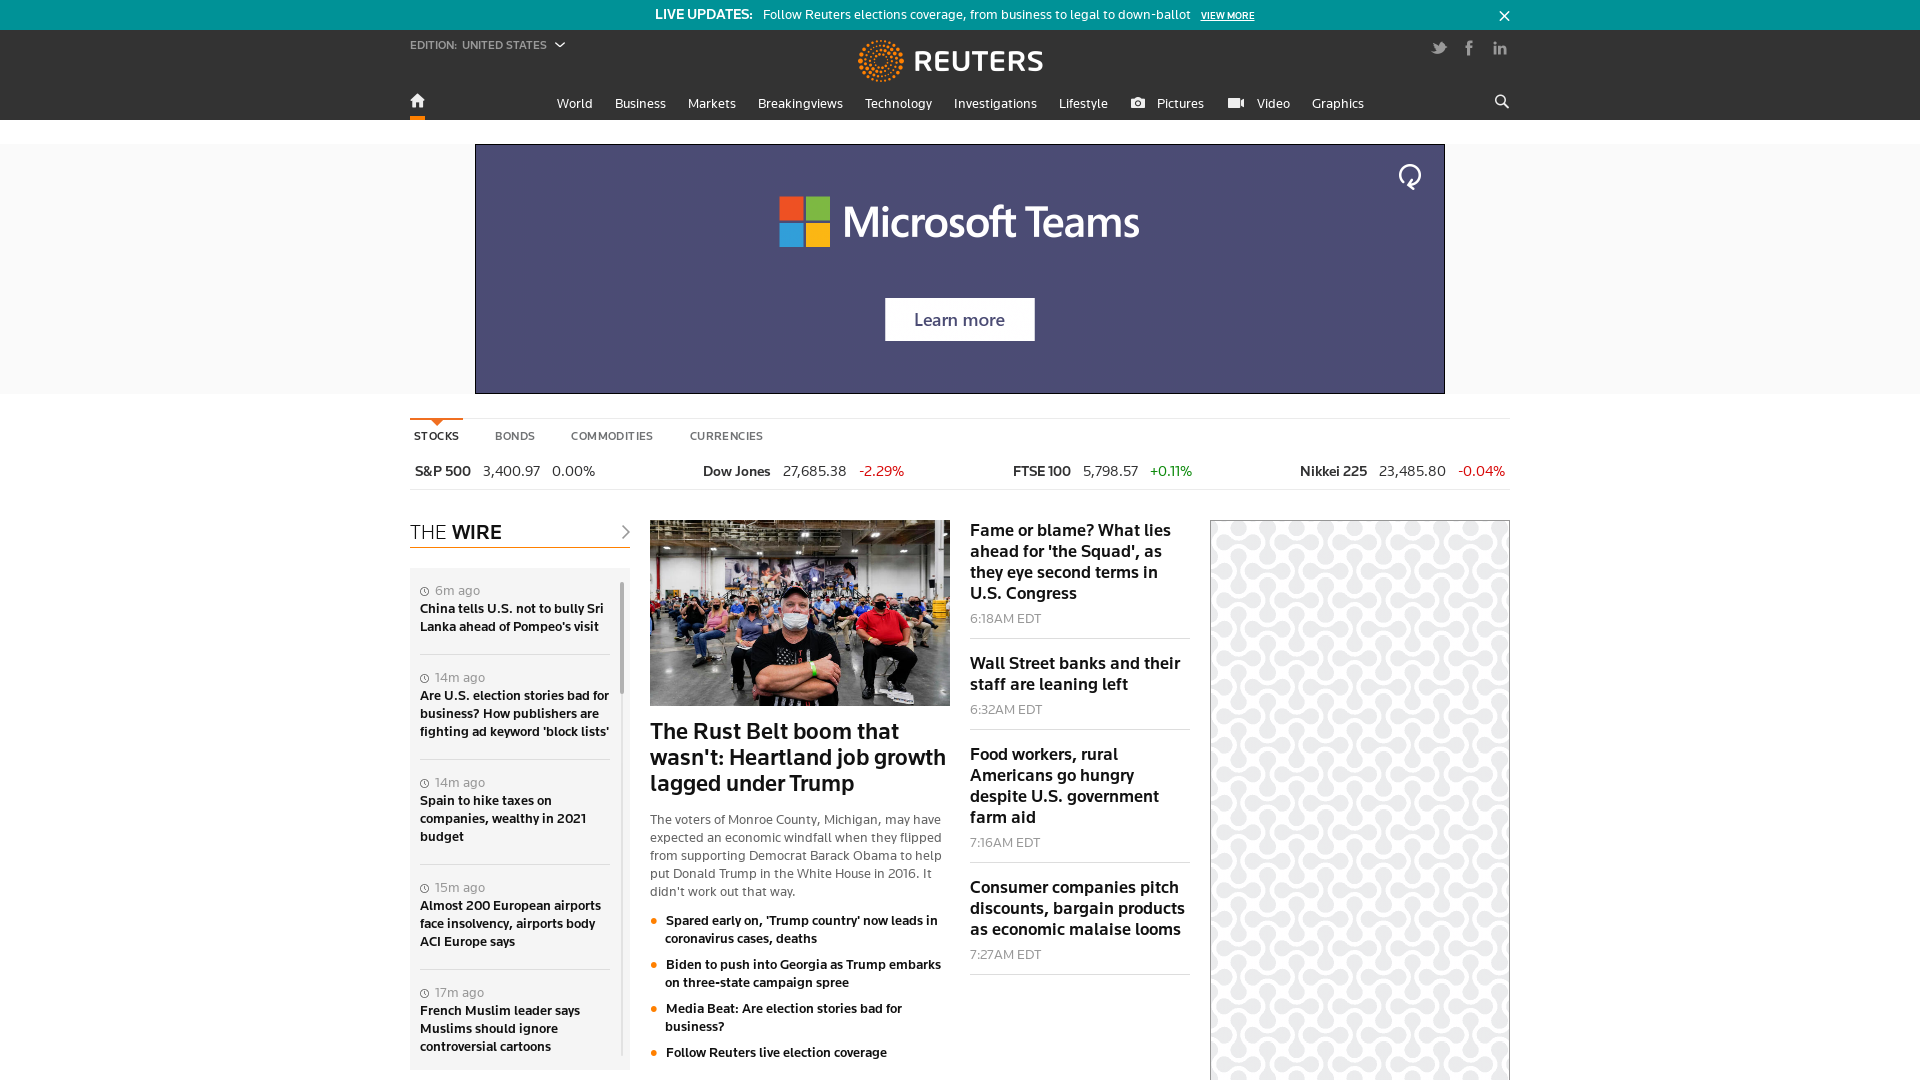 LIVE UPDATES: Follow Reuters elections coverage, from business to legal to down-ballot VIEW MORE
EDITION: UNITED STATES
REUTERS
World Business Markets Breakingviews Technology Investigations Lifestyle Pictures Video Graphics
Microsoft Teams
Learn more
STOCKS BONDS COMMODITIES CURRENCIES
S&P 500 3,400.97 0.00% Dow Jones 27,685.38 -2.29% FTSE 100 5,798.57 +0.11% Nikkei 225 23,485.80 -0.04%
THE WIRE
6m ago
China tells U.S. not to bully Sri
Lanka ahead of Pompeo's visit
14m ago
Are U.S. election stories bad for
business? How publishers are
fighting ad keyword 'block lists'
14m ago
Spain to hike taxes on
companies, wealthy in 2021
budget
15m ago
Almost 200 European airports
face insolvency, airports body
ACI Europe says
17m ago
French Muslim leader says
Muslims should ignore
controversial cartoons
The Rust Belt boom that
wasn't: Heartland job growth
lagged under Trump
The voters of Monroe County, Michigan, may have
expected an economic windfall when they flipped
from supporting Democrat Barack Obama to help
put Donald Trump in the White House in 2016. It
didn't work out that way.
Spared early on, 'Trump country' now leads in
coronavirus cases, deaths
Biden to push into Georgia as Trump embarks
on three-state campaign spree
Media Beat: Are election stories bad for
business?
Follow Reuters live election coverage
Fame or blame? What lies
ahead for 'the Squad', as
they eye second terms in
U.S. Congress
6:18AM EDT
Wall Street banks and their
staff are leaning left
6:32AM EDT
Food workers, rural
Americans go hungry
despite U.S. government
farm aid
7:16AM EDT
Consumer companies pitch
discounts, bargain products
as economic malaise looms
7:27AM EDT